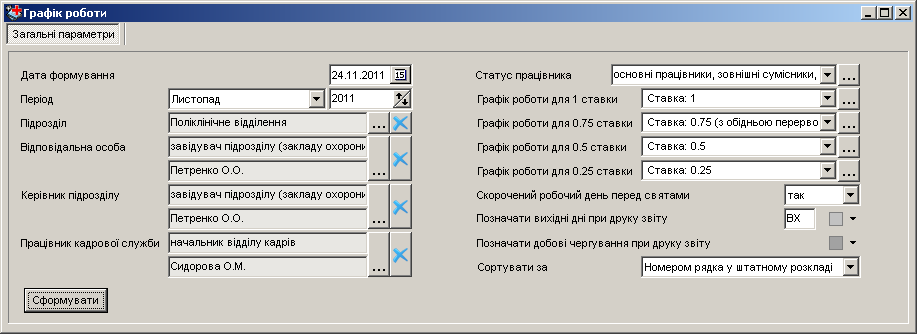 Графік роботи
Загальні параметри
Дата формування 24.11.2011 15
Період Листопад 2011
Підрозділ Поліклінічне відділення ...
Відповідальна особа завідувач підрозділу (закладу охорони
Петренко О.О. ...
Керівник підрозділу завідувач підрозділу (закладу охорони
Петренко О.О. ...
Працівник кадрової служби начальник відділу кадрів
Сидорова О.М. ...
Сформувати
Статус працівника основні працівники, зовнішні сумісники, ...
Графік роботи для 1 ставки Ставка: 1 ...
Графік роботи для 0.75 ставки Ставка: 0.75 (з обідньою перерво ...
Графік роботи для 0.5 ставки Ставка: 0.5 ...
Графік роботи для 0.25 ставки Ставка: 0.25 ...
Скорочений робочий день перед святами так
Позначати вихідні дні при друку звіту ВХ
Позначати добові чергування при друку звіту
Сортувати за Номером рядка у штатному розкладі